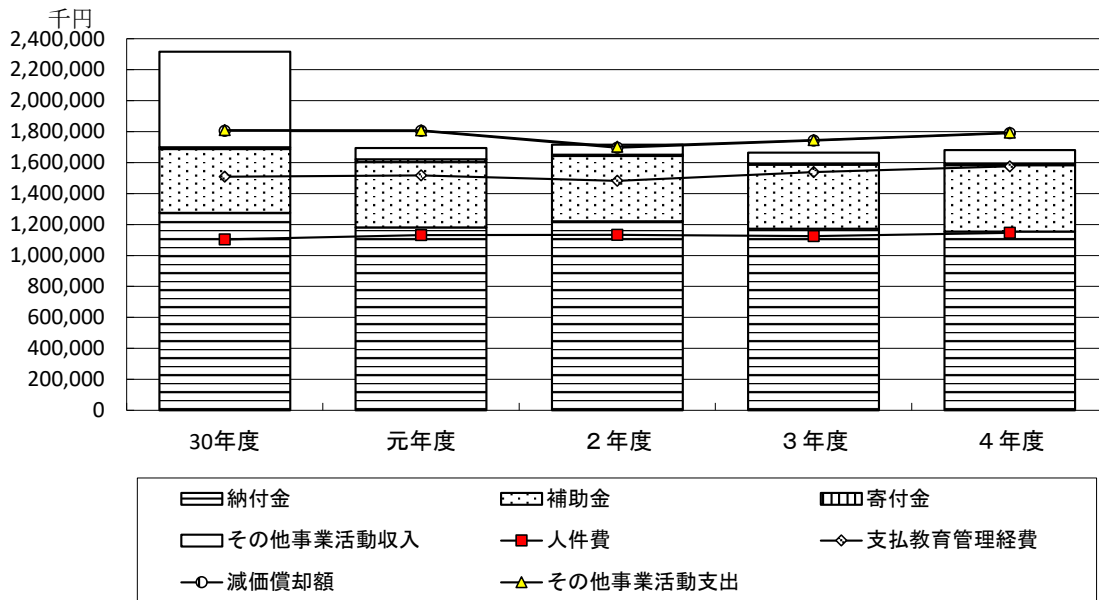 千円
2,400,000
2,200,000
2,000,000
1,800,000
1,600,000
1,400,000
1,200,000
1,000,000
800,000
600,000
400,000
200,000
0
30年度 元年度 2年度 3年度 4年度
納付金 補助金 寄付金
その他事業活動収入 人件費 支払教育管理経費
減価償却額 その他事業活動支出